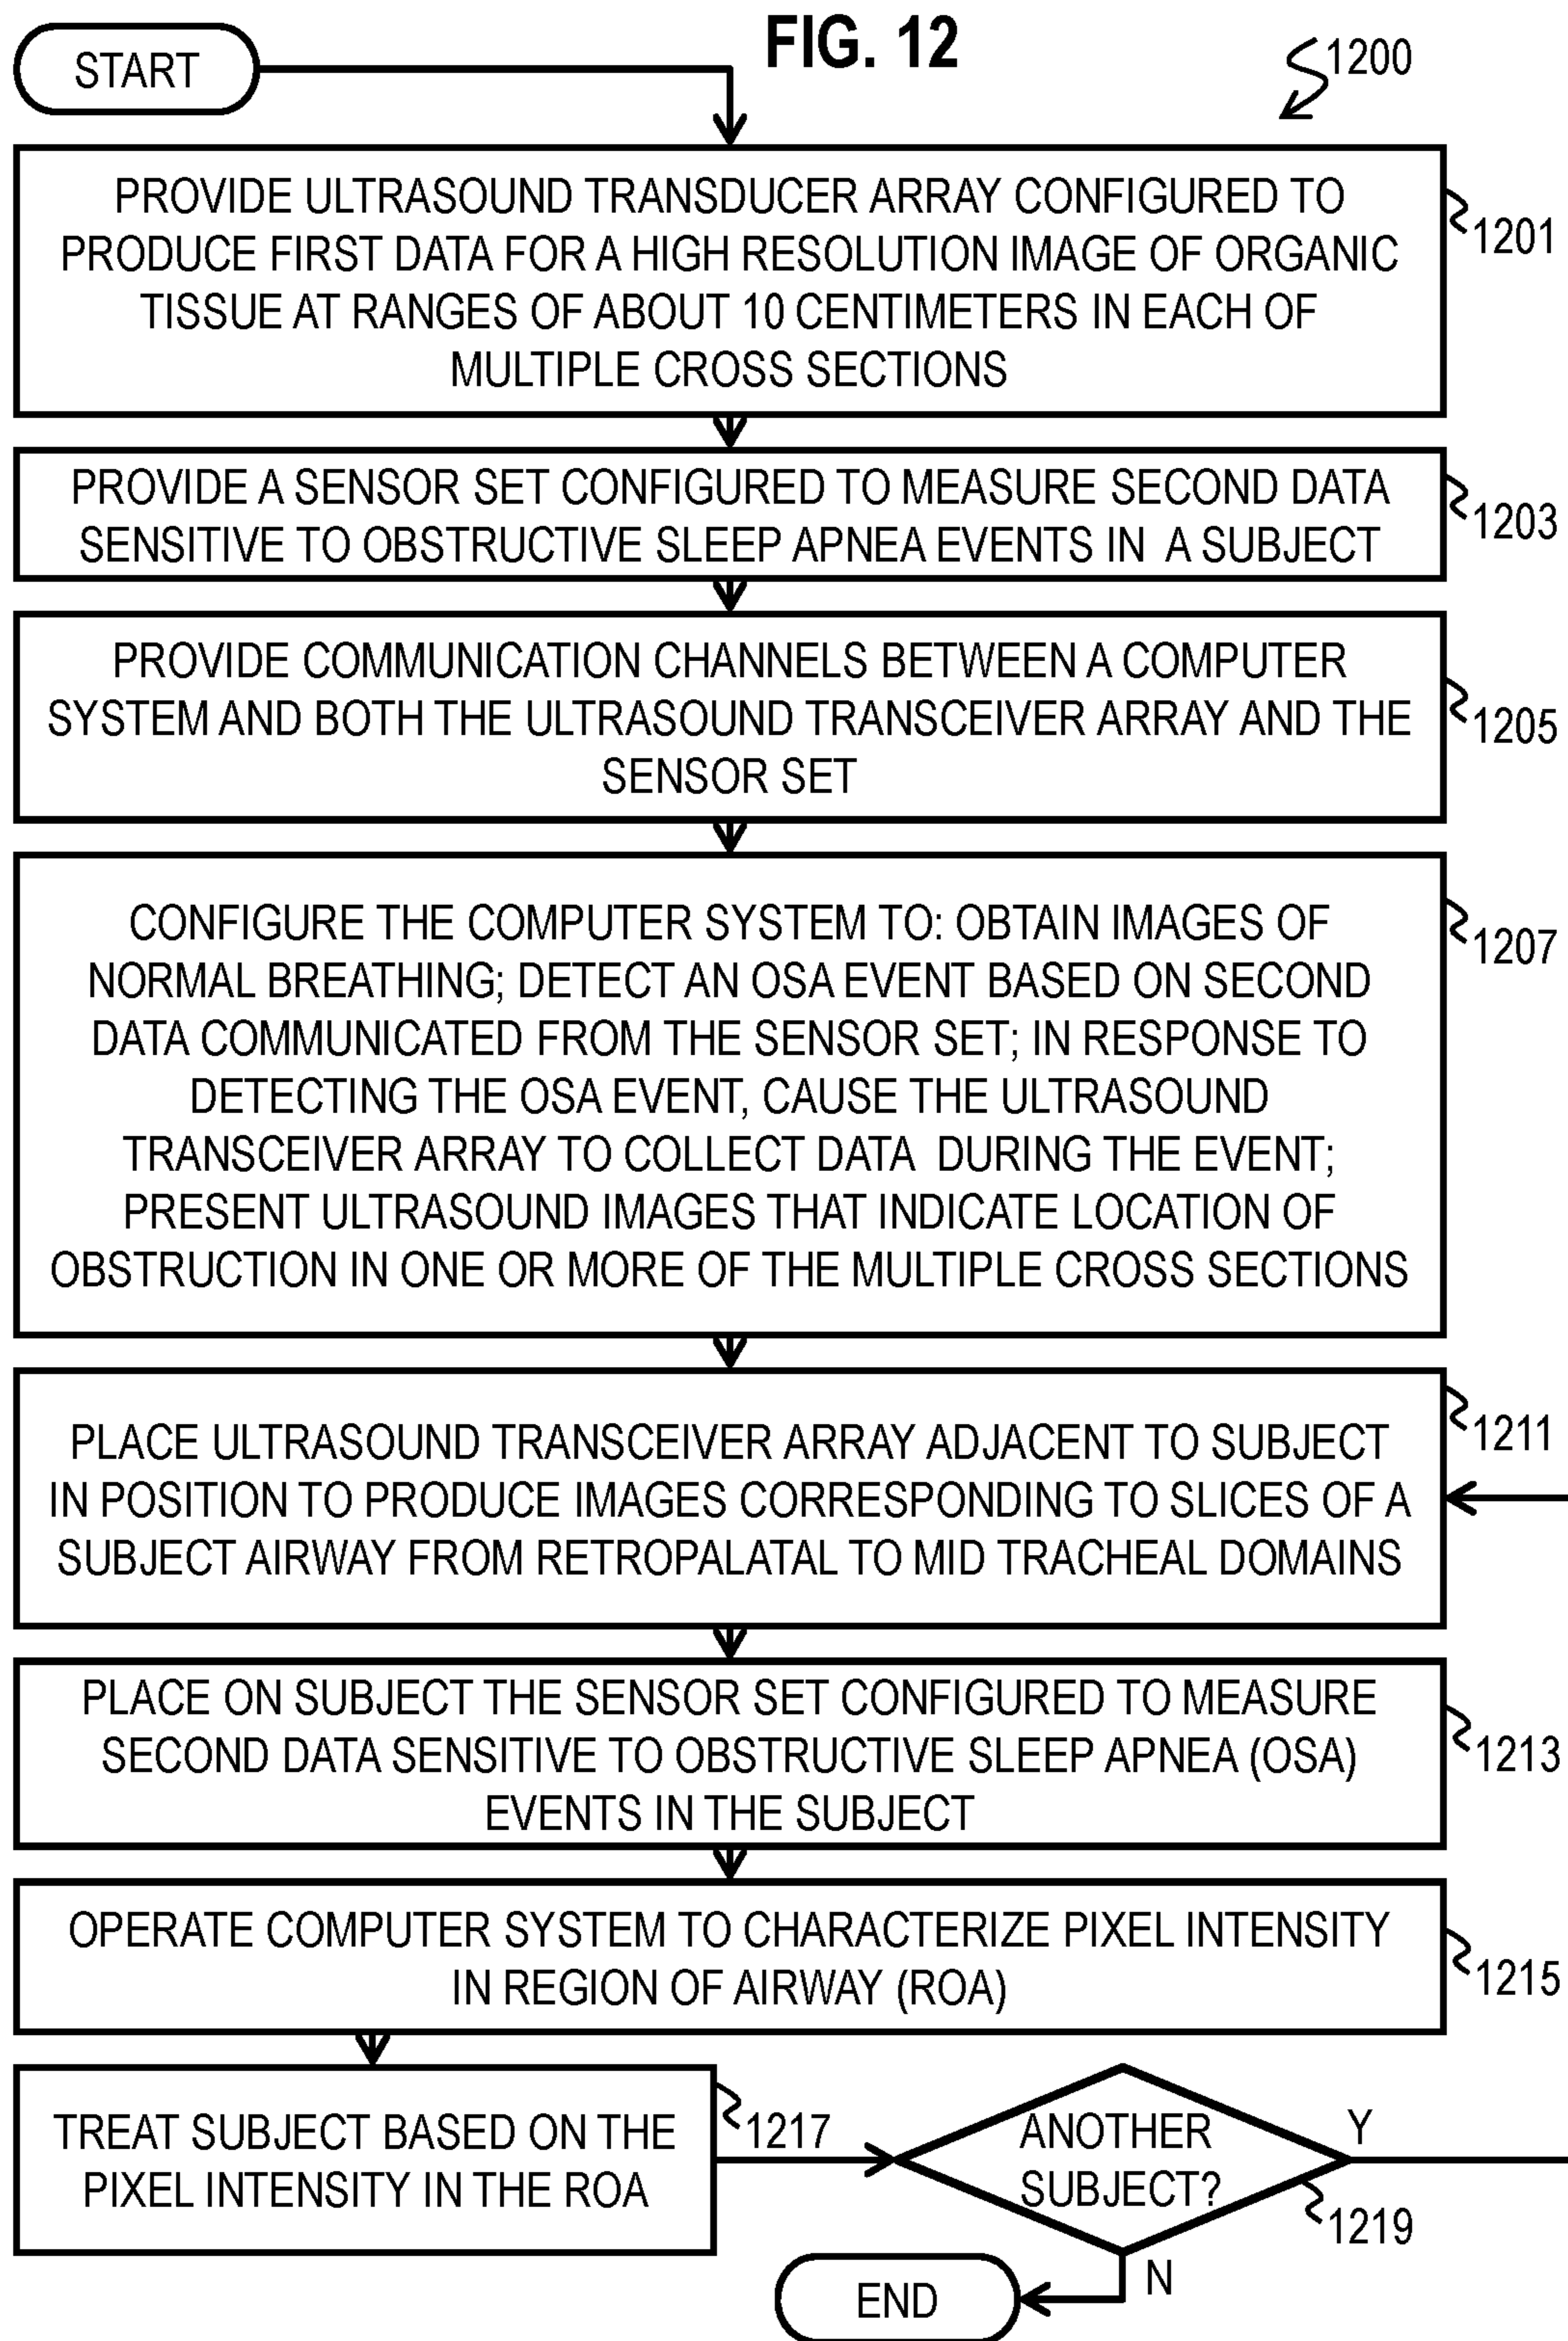 FIG. 12
START
1200
PROVIDE ULTRASOUND TRANSDUCER ARRAY CONFIGURED TO
PRODUCE FIRST DATA FOR A HIGH RESOLUTION IMAGE OF ORGANIC
TISSUE AT RANGES OF ABOUT 10 CENTIMETERS IN EACH OF
MULTIPLE CROSS SECTIONS
1201
PROVIDE A SENSOR SET CONFIGURED TO MEASURE SECOND DATA
SENSITIVE TO OBSTRUCTIVE SLEEP APNEA EVENTS IN A SUBJECT
1203
PROVIDE COMMUNICATION CHANNELS BETWEEN A COMPUTER
SYSTEM AND BOTH THE ULTRASOUND TRANSCEIVER ARRAY AND THE
SENSOR SET
1205
CONFIGURE THE COMPUTER SYSTEM TO: OBTAIN IMAGES OF
NORMAL BREATHING; DETECT AN OSA EVENT BASED ON SECOND
DATA COMMUNICATED FROM THE SENSOR SET; IN RESPONSE TO
DETECTING THE OSA EVENT, CAUSE THE ULTRASOUND
TRANSCEIVER ARRAY TO COLLECT DATA DURING THE EVENT;
PRESENT ULTRASOUND IMAGES THAT INDICATE LOCATION OF
OBSTRUCTION IN ONE OR MORE OF THE MULTIPLE CROSS SECTIONS
1207
PLACE ULTRASOUND TRANSCEIVER ARRAY ADJACENT TO SUBJECT
IN POSITION TO PRODUCE IMAGES CORRESPONDING TO SLICES OF A
SUBJECT AIRWAY FROM RETROPALATAL TO MID TRACHEAL DOMAINS
1211
PLACE ON SUBJECT THE SENSOR SET CONFIGURED TO MEASURE
SECOND DATA SENSITIVE TO OBSTRUCTIVE SLEEP APNEA (OSA)
EVENTS IN THE SUBJECT
1213
OPERATE COMPUTER SYSTEM TO CHARACTERIZE PIXEL INTENSITY
IN REGION OF AIRWAY (ROA)
1215
TREAT SUBJECT BASED ON THE
PIXEL INTENSITY IN THE ROA
1217
ANOTHER
SUBJECT?
Y
1219
N
END